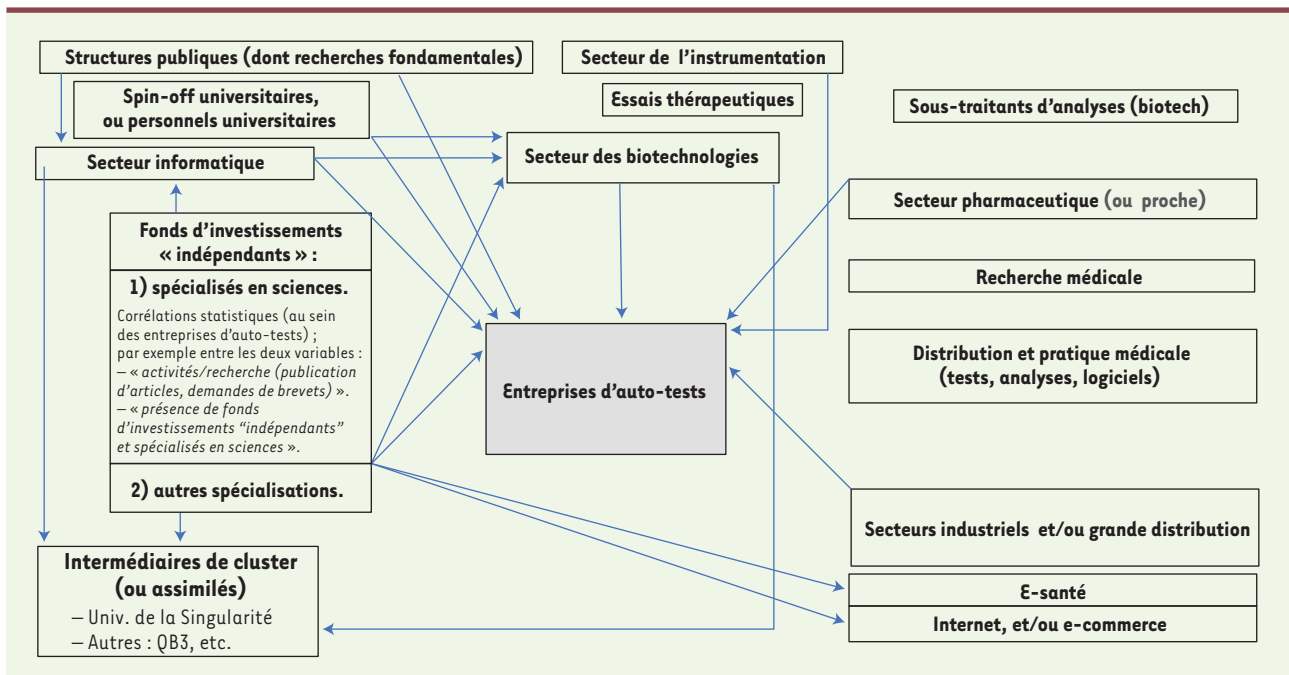 Structures publiques (dont recherches fondamentales)
Secteur de l'instrumentation
Spin-off universitaires,
ou personnels universitaires
Essais thérapeutiques
Sous-traitants d'analyses (biotech)
Secteur informatique
Secteur des biotechnologies
Secteur pharmaceutique (ou proche)
Fonds d'investissements
« indépendants » :
1) spécialisés en sciences.
Corrélations statistiques (au sein
des entreprises d'auto-tests) ;
par exemple entre les deux variables :
– « activités/recherche (publication
d'articles, demandes de brevets) ».
– « présence de fonds
d'investissements “indépendants”
et spécialisés en sciences ».
2) autres spécialisations.
Recherche médicale
Distribution et pratique médicale
(tests, analyses, logiciels)
Entreprises d'auto-tests
Secteurs industriels et/ou grande distribution
Intermédiaires de cluster
(ou assimilés)
– Univ. de la Singularité
– Autres : QB3, etc.
E-santé
Internet, et/ou e-commerce